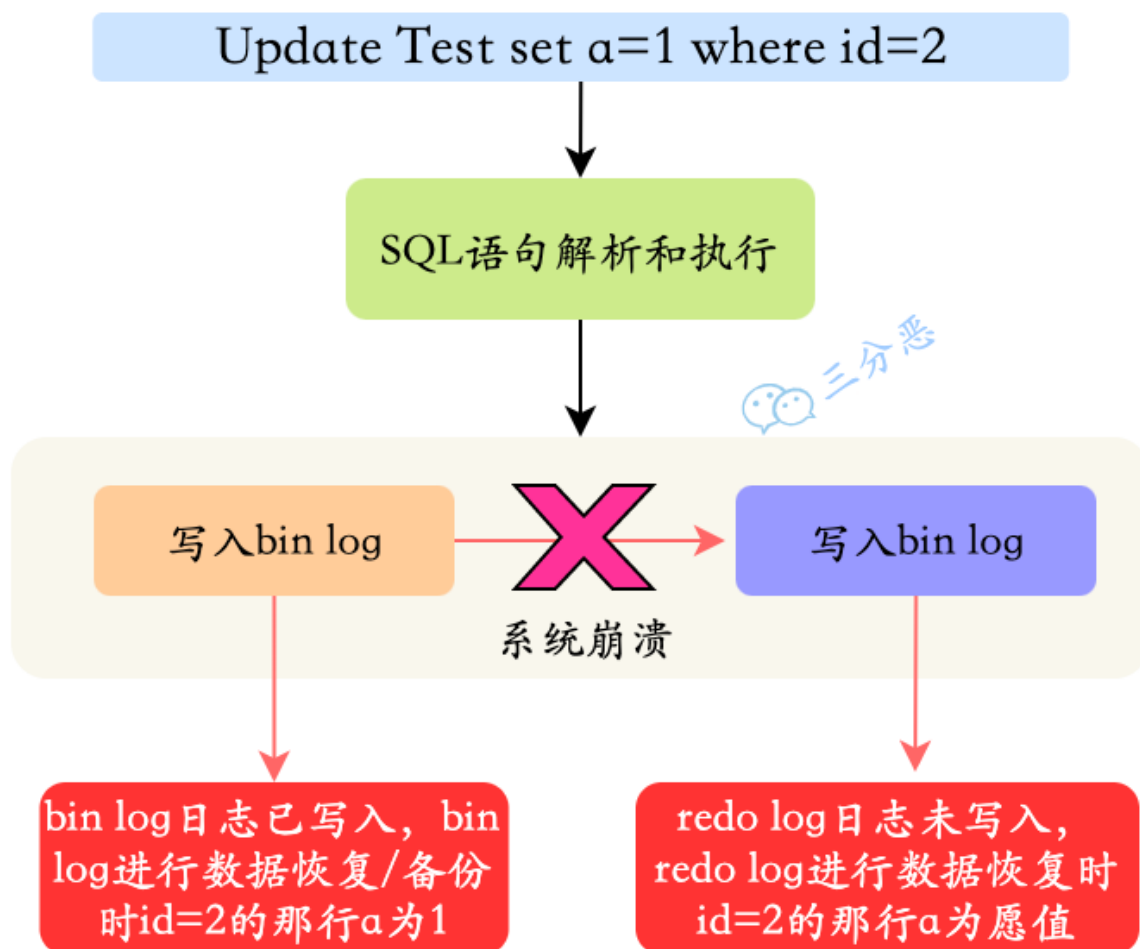 Update Test set a=1 where id=2
SQL语句解析和执行
三分恶
写入bin log
写入bin log
系统崩溃
bin log日志已写入，bin
log进行数据恢复/备份
时id=2的那行a为1
redo log日志未写入，
redo log进行数据恢复时
id=2的那行a为愿值